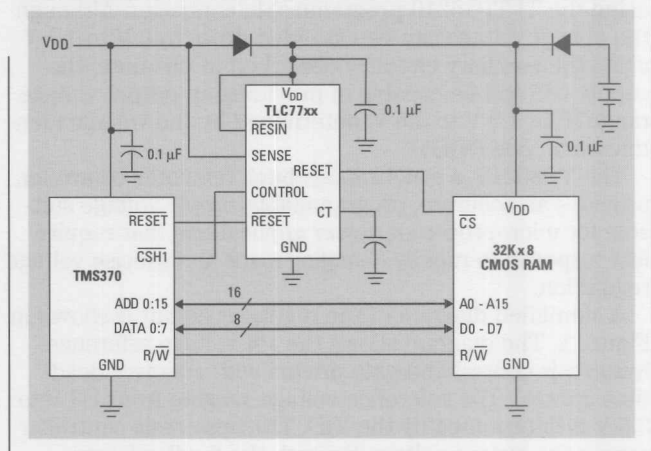 VDD
VDD
TLC77xx
RESIN
SENSE
RESET
CONTROL
CT
RESET
GND
0.1 µF
0.1 µF
0.1 µF
RESET
CSH1
TMS370
ADD 0:15
DATA 0:7
R/W
GND
16
8
VDD
CS
32K x 8
CMOS RAM
A0 - A15
D0 - D7
R/W
GND